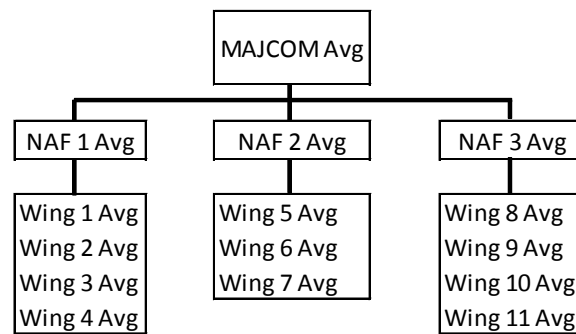 MAJCOM Avg
NAF 1 Avg
NAF 2 Avg
NAF 3 Avg
Wing 1 Avg
Wing 2 Avg
Wing 3 Avg
Wing 4 Avg
Wing 5 Avg
Wing 6 Avg
Wing 7 Avg
Wing 8 Avg
Wing 9 Avg
Wing 10 Avg
Wing 11 Avg